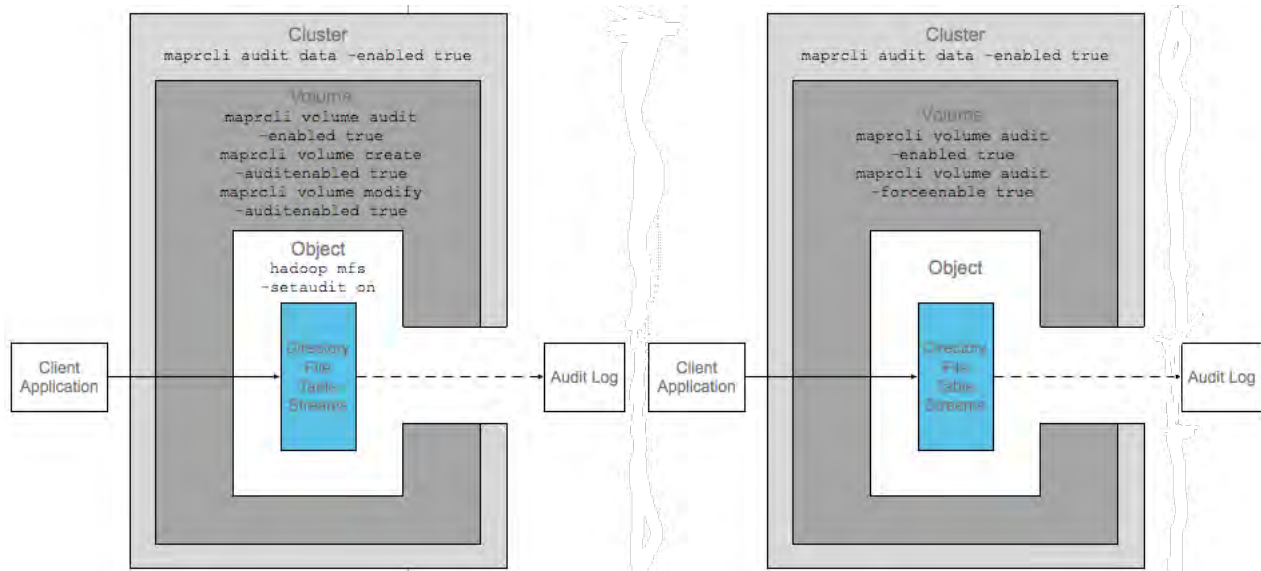 Cluster
maprcli audit data -enabled true
Volume
maprcli volume audit
-enabled true
maprcli volume create
-auditenabled true
maprcli volume modify
-auditenabled true
Object
hadoop mfs
-setaudit on
Directory
File
Table
Streams
Client
Application
Audit Log
Cluster
maprcli audit data -enabled true
Volume
maprcli volume audit
-enabled true
maprcli volume audit
-forceenable true
Object
Directory
File
Table
Streams
Client
Application
Audit Log